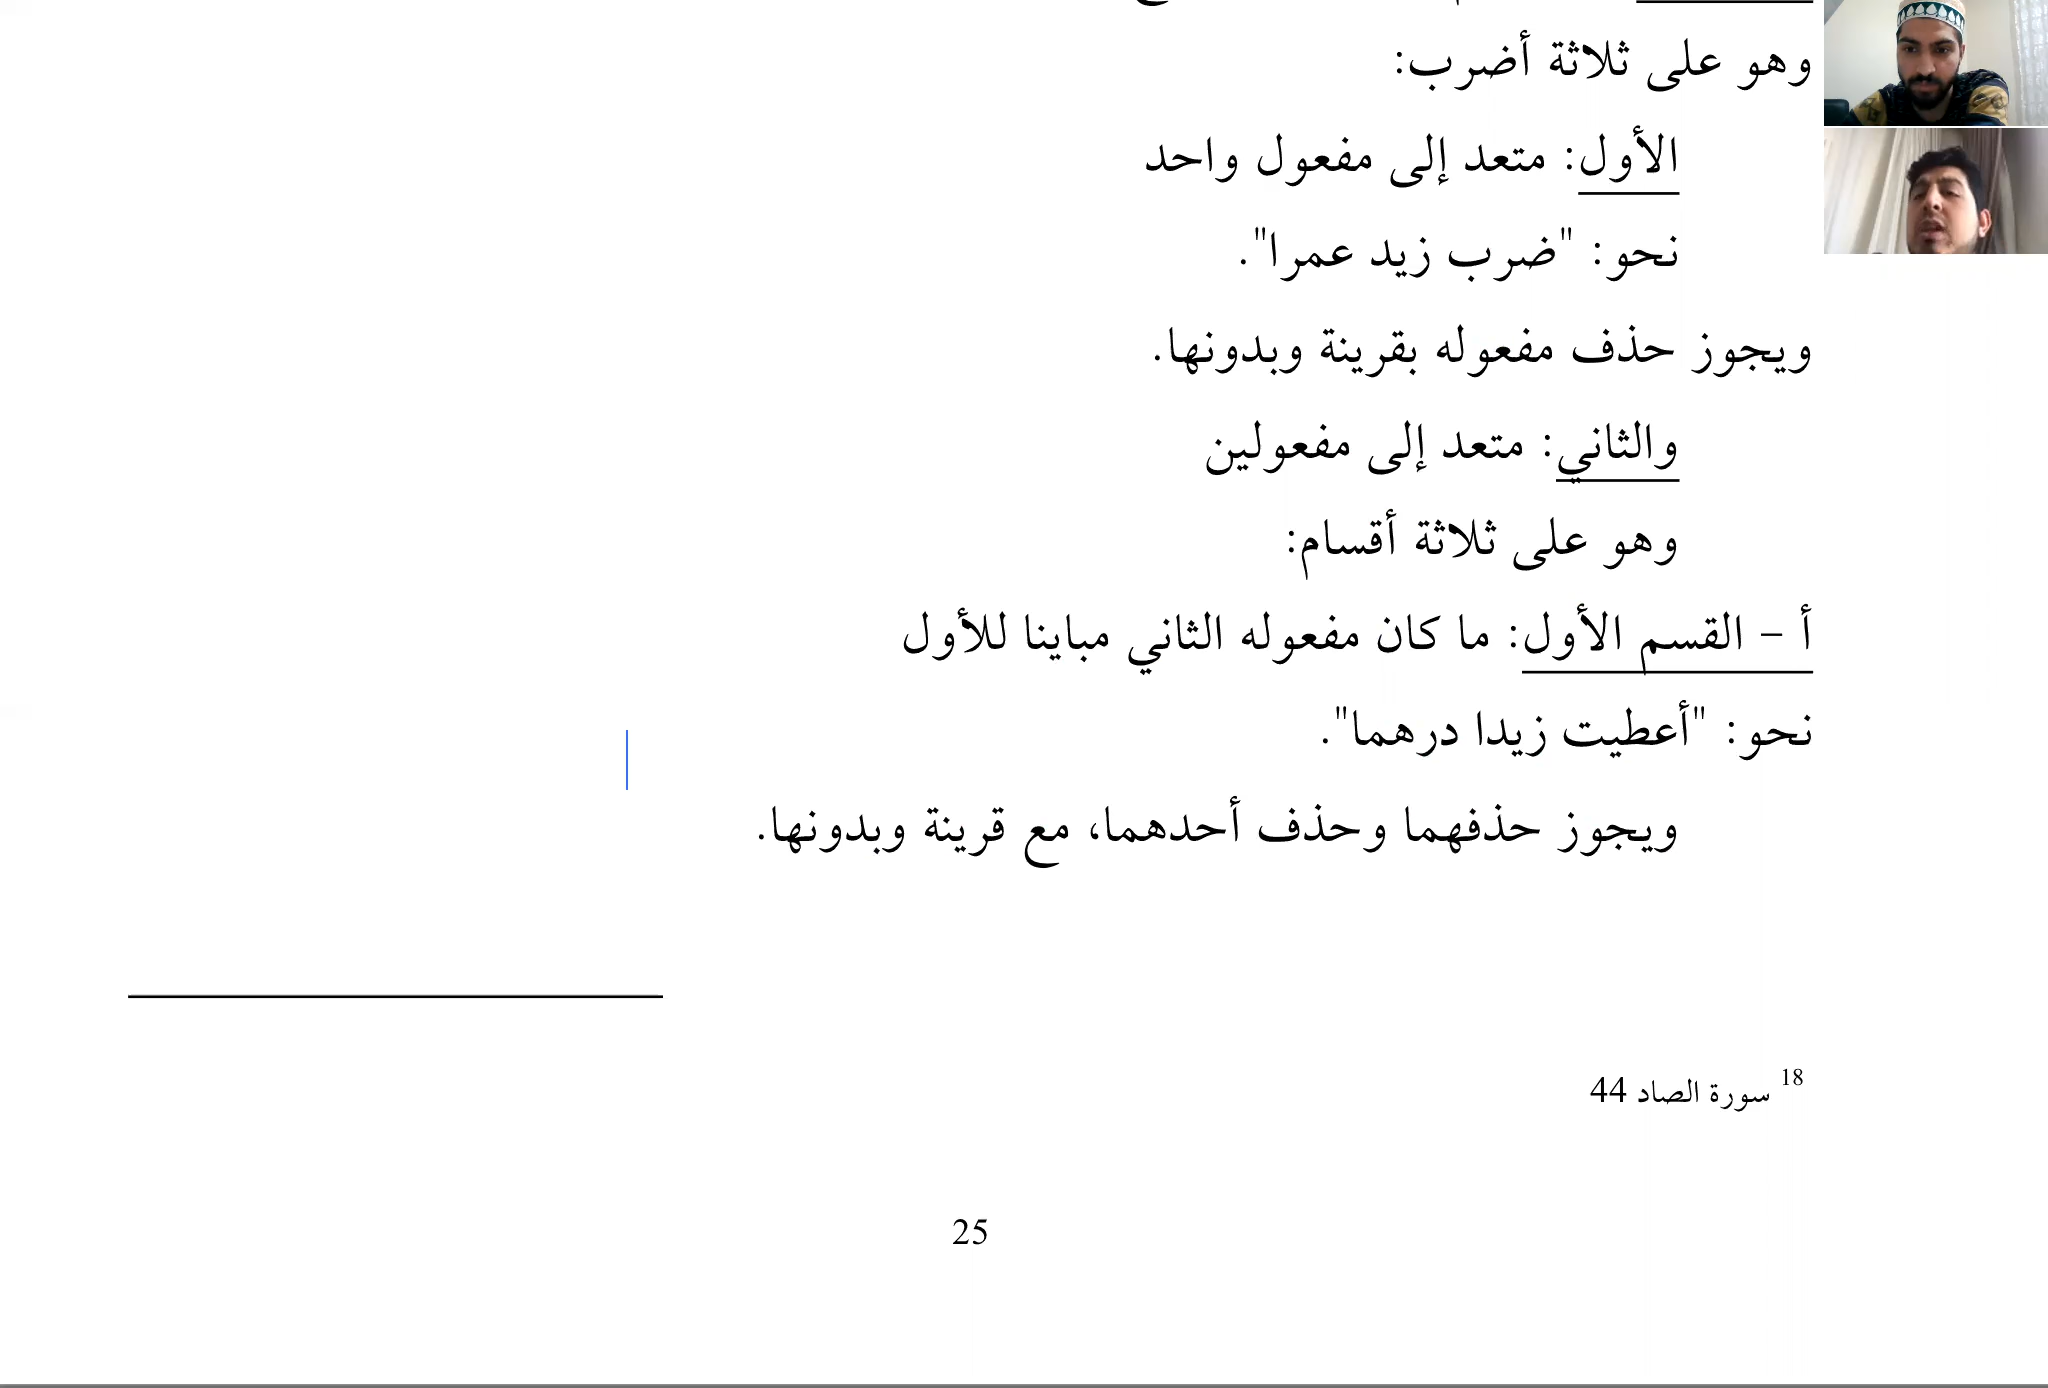 وهو على ثلاثة أضرب:
الأول: متعد إلى مفعول واحد
نحو: "ضرب زيد عمرا".
ويجوز حذف مفعوله بقرينة وبدونها.
والثاني: متعد إلى مفعولين
وهو على ثلاثة أقسام:
أ – القسم الأول: ما كان مفعوله الثاني مباينا للأول
نحو: "أعطيت زيدا درهما".
ويجوز حذفهما وحذف أحدهما، مع قرينة وبدونها.
18 سورة الصاد 44
25